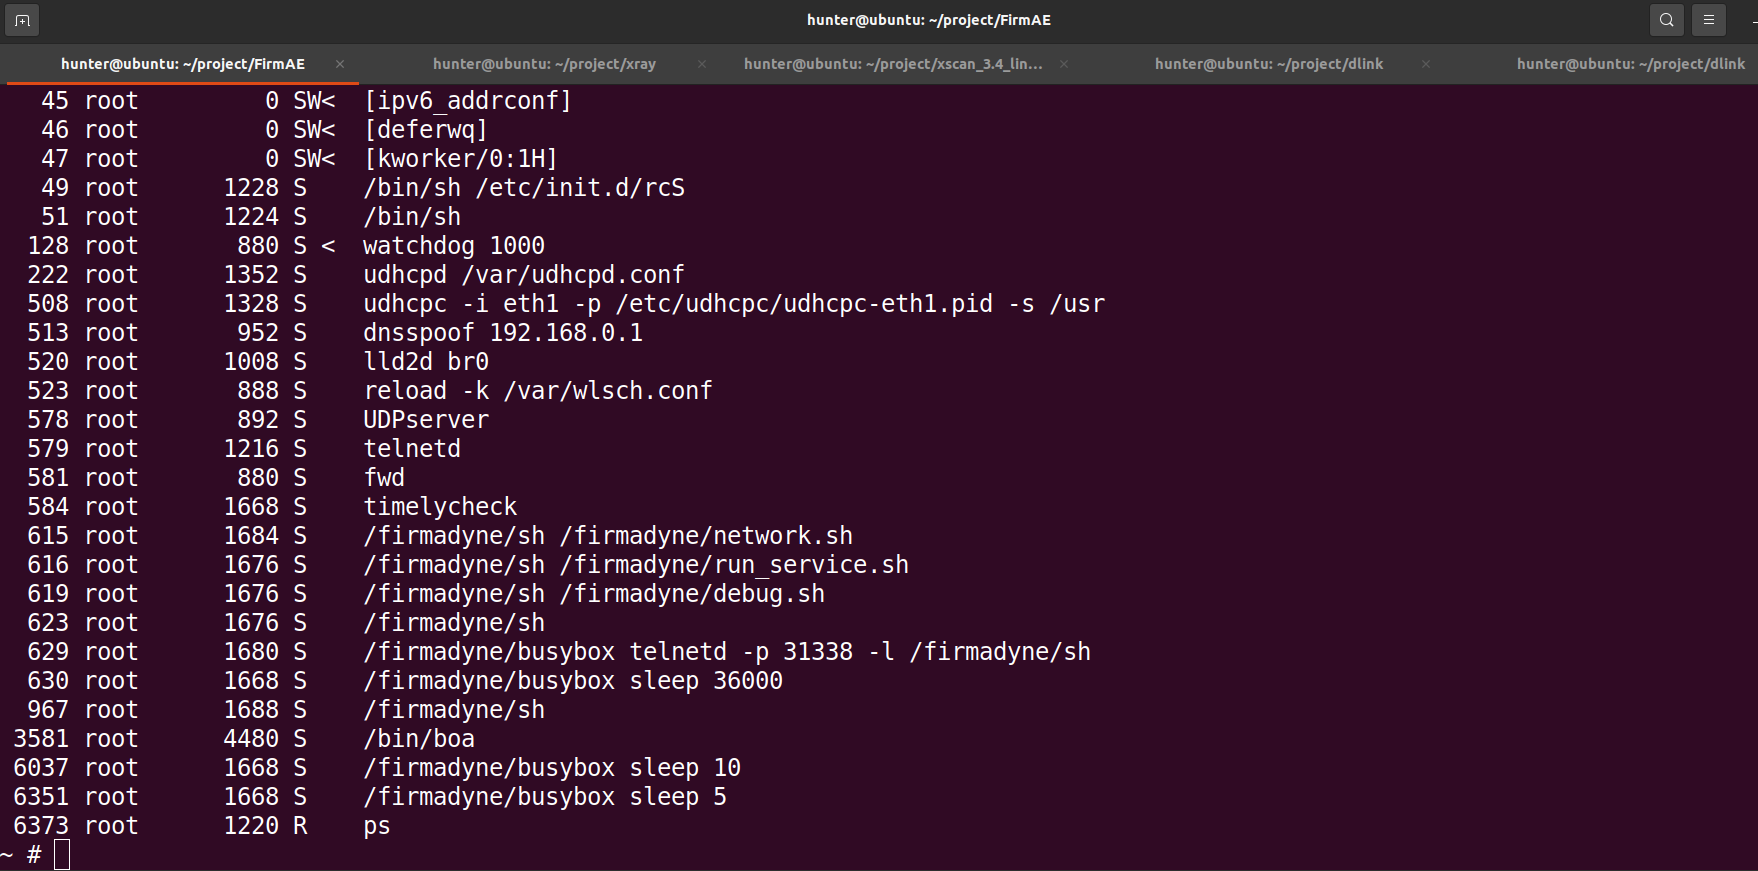 hunter@ubuntu: ~/project/FirmAE
hunter@ubuntu: ~/project/FirmAE × hunter@ubuntu: ~/project/xray × hunter@ubuntu: ~/project/xscan_3.4_lin... × hunter@ubuntu: ~/project/dlink × hunter@ubuntu: ~/project/dlink
45 root 0 SW< [ipv6_addrconf]
46 root 0 SW< [deferwq]
47 root 0 SW< [kworker/0:1H]
49 root 1228 S /bin/sh /etc/init.d/rcS
51 root 1224 S /bin/sh
128 root 880 S < watchdog 1000
222 root 1352 S udhcpd /var/udhcpd.conf
508 root 1328 S udhcpc -i eth1 -p /etc/udhcpc/udhcpc-eth1.pid -s /usr
513 root 952 S dnsspoof 192.168.0.1
520 root 1008 S lld2d br0
523 root 888 S reload -k /var/wlsch.conf
578 root 892 S UDPserver
579 root 1216 S telnetd
581 root 880 S fwd
584 root 1668 S timelycheck
615 root 1684 S /firmadyne/sh /firmadyne/network.sh
616 root 1676 S /firmadyne/sh /firmadyne/run_service.sh
619 root 1676 S /firmadyne/sh /firmadyne/debug.sh
623 root 1676 S /firmadyne/sh
629 root 1680 S /firmadyne/busybox telnetd -p 31338 -l /firmadyne/sh
630 root 1668 S /firmadyne/busybox sleep 36000
967 root 1688 S /firmadyne/sh
3581 root 4480 S /bin/boa
6037 root 1668 S /firmadyne/busybox sleep 10
6351 root 1668 S /firmadyne/busybox sleep 5
6373 root 1220 R ps
~ #